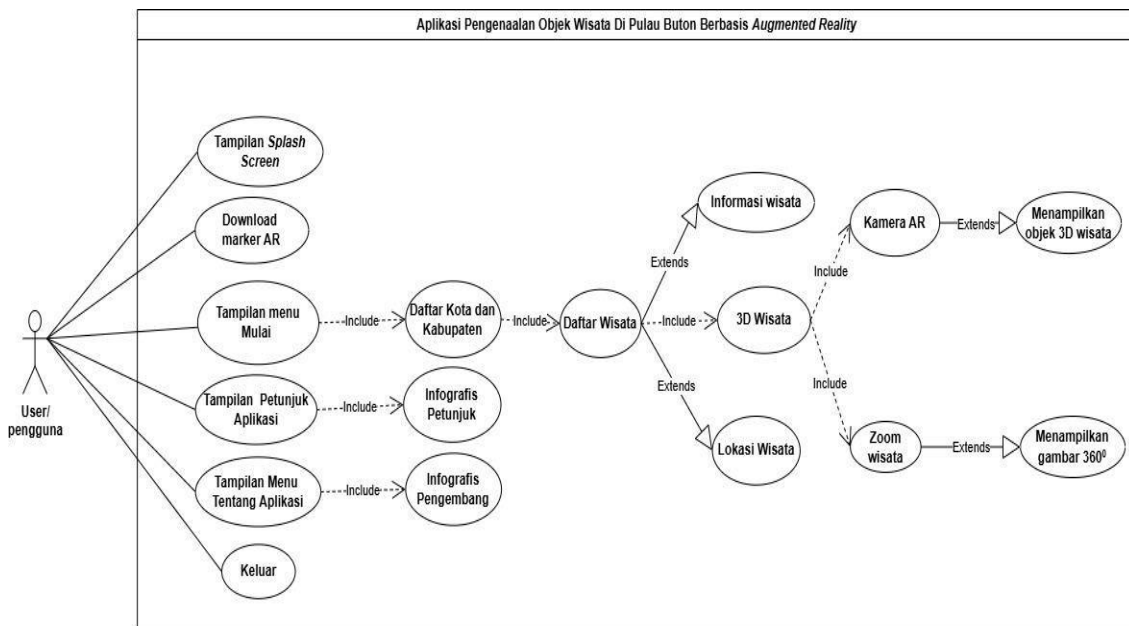 Aplikasi Pengenaalan Objek Wisata Di Pulau Buton Berbasis Augmented Reality
Tampilan Splash
Screen
Download
marker AR
Tampilan menu
Mulai
Include
Daftar Kota dan
Kabupaten
Include
Daftar Wisata
Extends
Informasi wisata
Include
3D Wisata
Extends
Lokasi Wisata
Include
Kamera AR
Extends
Menampilkan
objek 3D wisata
Include
Zoom
wisata
Extends
Menampilkan
gambar 360⁰
User/
pengguna
Tampilan Petunjuk
Aplikasi
Include
Infografis
Petunjuk
Tampilan Menu
Tentang Aplikasi
Include
Infografis
Pengembang
Keluar